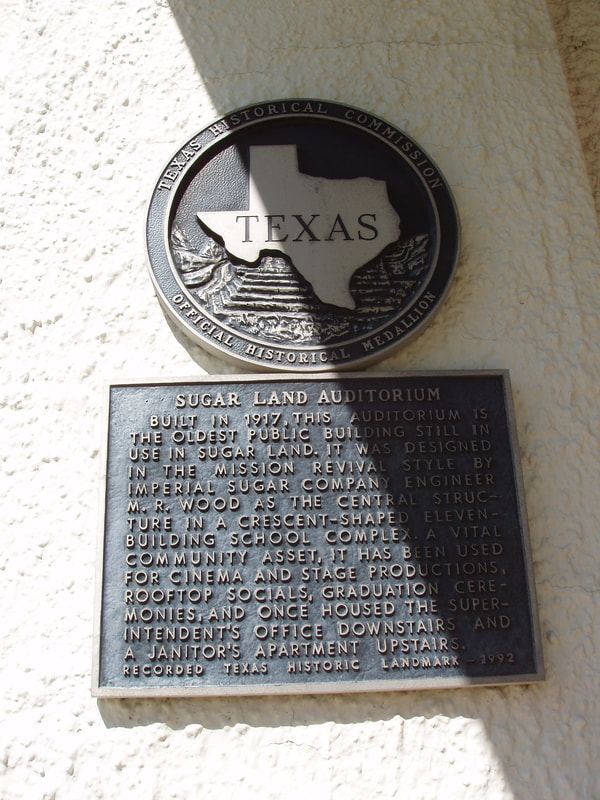 TEXAS HISTORICAL COMMISSION
TEXAS
OFFICIAL HISTORICAL MEDALLION
SUGAR LAND AUDITORIUM
BUILT IN 1917, THIS AUDITORIUM IS
THE OLDEST PUBLIC BUILDING STILL IN
USE IN SUGAR LAND. IT WAS DESIGNED
IN THE MISSION REVIVAL STYLE BY
IMPERIAL SUGAR COMPANY ENGINEER
M. R. WOOD AS THE CENTRAL STRUC-
TURE IN A CRESCENT-SHAPED ELEVEN-
BUILDING SCHOOL COMPLEX. A VITAL
COMMUNITY ASSET, IT HAS BEEN USED
FOR CINEMA AND STAGE PRODUCTIONS,
ROOFTOP SOCIALS, GRADUATION CERE-
MONIES, AND ONCE HOUSED THE SUPER-
INTENDENT'S OFFICE DOWNSTAIRS AND
A JANITOR'S APARTMENT UPSTAIRS.
RECORDED TEXAS HISTORIC LANDMARK - 1992